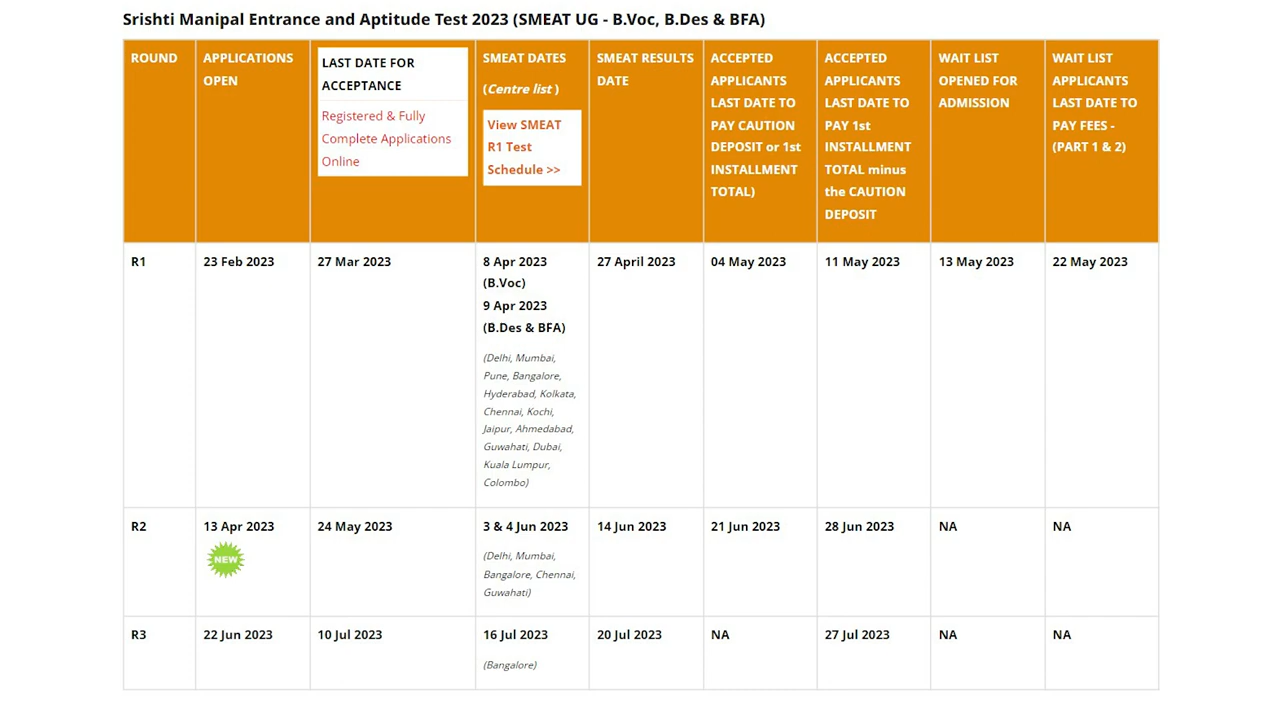 Srishti Manipal Entrance and Aptitude Test 2023 (SMEAT UG - B.Voc, B.Des & BFA)
ROUND
APPLICATIONS
OPEN
LAST DATE FOR
ACCEPTANCE
Registered & Fully
Complete Applications
Online
SMEAT DATES
(Centre list )
View SMEAT
R1 Test
Schedule >>
SMEAT RESULTS
DATE
ACCEPTED
APPLICANTS
LAST DATE TO
PAY CAUTION
DEPOSIT or 1st
INSTALLMENT
TOTAL)
ACCEPTED
APPLICANTS
LAST DATE TO
PAY 1st
INSTALLMENT
TOTAL minus
the CAUTION
DEPOSIT
WAIT LIST
OPENED FOR
ADMISSION
WAIT LIST
APPLICANTS
LAST DATE TO
PAY FEES -
(PART 1 & 2)
R1
23 Feb 2023
27 Mar 2023
8 Apr 2023
(B.Voc)
9 Apr 2023
(B.Des & BFA)
(Delhi, Mumbai,
Pune, Bangalore,
Hyderabad, Kolkata,
Chennai, Kochi,
Jaipur, Ahmedabad,
Guwahati, Dubai,
Kuala Lumpur,
Colombo)
27 April 2023
04 May 2023
11 May 2023
13 May 2023
22 May 2023
R2
13 Apr 2023
NEW
24 May 2023
3 & 4 Jun 2023
(Delhi, Mumbai,
Bangalore, Chennai,
Guwahati)
14 Jun 2023
21 Jun 2023
28 Jun 2023
NA
NA
R3
22 Jun 2023
10 Jul 2023
16 Jul 2023
(Bangalore)
20 Jul 2023
NA
27 Jul 2023
NA
NA